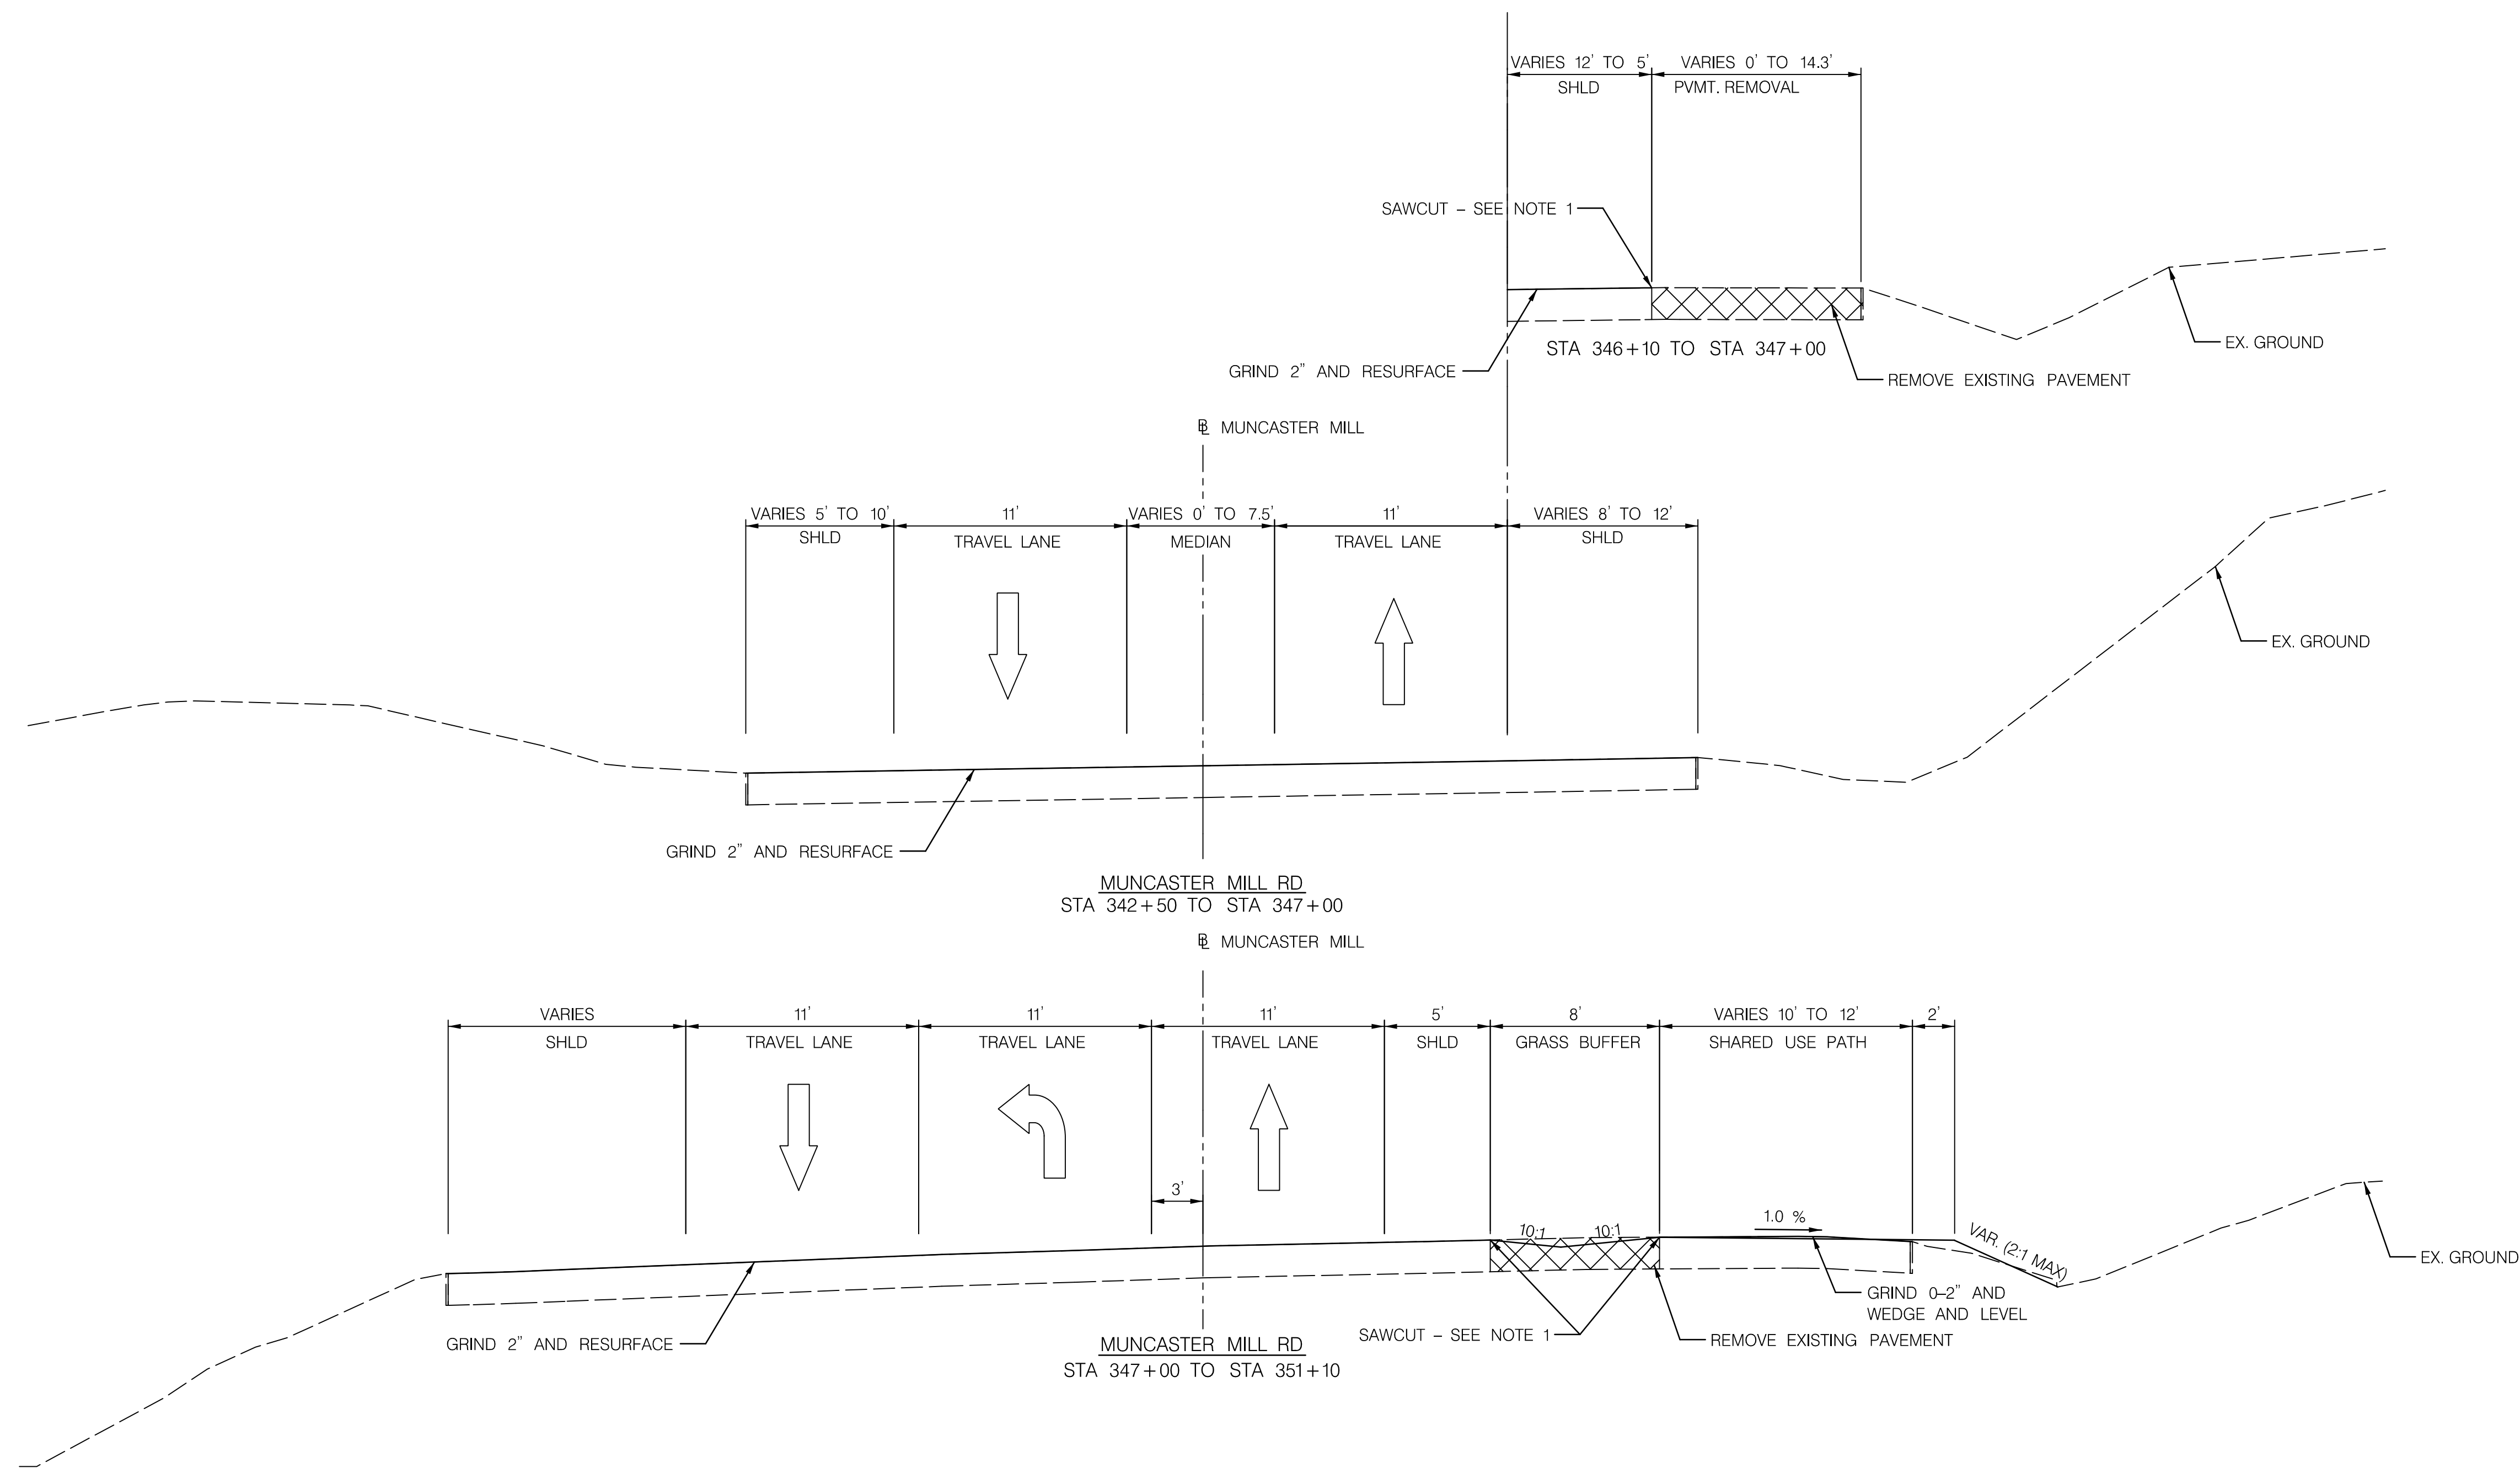 VARIES 12' TO 5'
SHLD
VARIES 0' TO 14.3'
PVMT. REMOVAL
SAWCUT – SEE NOTE 1
EX. GROUND
STA 346+10 TO STA 347+00
GRIND 2" AND RESURFACE
REMOVE EXISTING PAVEMENT
BL MUNCASTER MILL
VARIES 5' TO 10'
SHLD
11'
TRAVEL LANE
VARIES 0' TO 7.5'
MEDIAN
11'
TRAVEL LANE
VARIES 8' TO 12'
SHLD
EX. GROUND
GRIND 2" AND RESURFACE
MUNCASTER MILL RD
STA 342+50 TO STA 347+00
BL MUNCASTER MILL
VARIES
SHLD
11'
TRAVEL LANE
11'
TRAVEL LANE
11'
TRAVEL LANE
5'
SHLD
8'
GRASS BUFFER
VARIES 10' TO 12'
SHARED USE PATH
2'
3'
10:1
10:1
1.0 %
VAR. (2:1 MAX)
EX. GROUND
GRIND 0–2" AND
WEDGE AND LEVEL
GRIND 2" AND RESURFACE
SAWCUT – SEE NOTE 1
REMOVE EXISTING PAVEMENT
MUNCASTER MILL RD
STA 347+00 TO STA 351+10